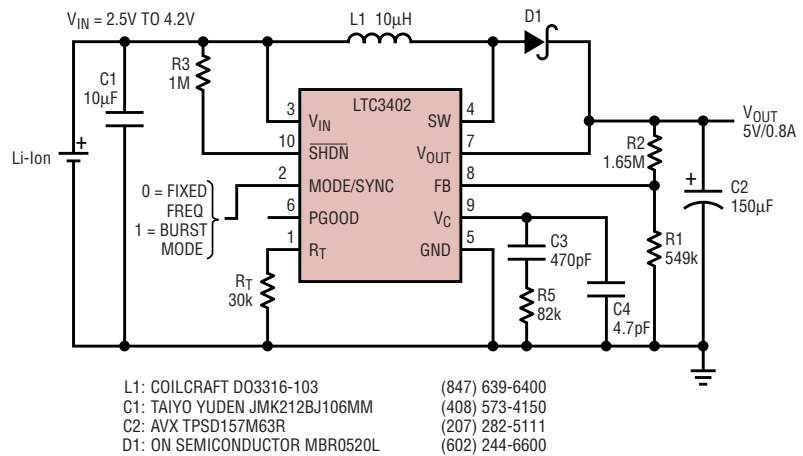 V_IN = 2.5V TO 4.2V
L1 10µH
D1
C1
10µF
R3
1M
LTC3402
3
V_IN
SW
4
10
SHDN
V_OUT
7
2
MODE/SYNC
FB
8
6
PGOOD
V_C
9
1
R_T
GND
5
Li-Ion
+
0 = FIXED
FREQ
1 = BURST
MODE
R_T
30k
C3
470pF
R5
82k
C4
4.7pF
R2
1.65M
R1
549k
V_OUT
5V/0.8A
+
C2
150µF
L1: COILCRAFT DO3316-103 (847) 639-6400
C1: TAIYO YUDEN JMK212BJ106MM (408) 573-4150
C2: AVX TPSD157M63R (207) 282-5111
D1: ON SEMICONDUCTOR MBR0520L (602) 244-6600